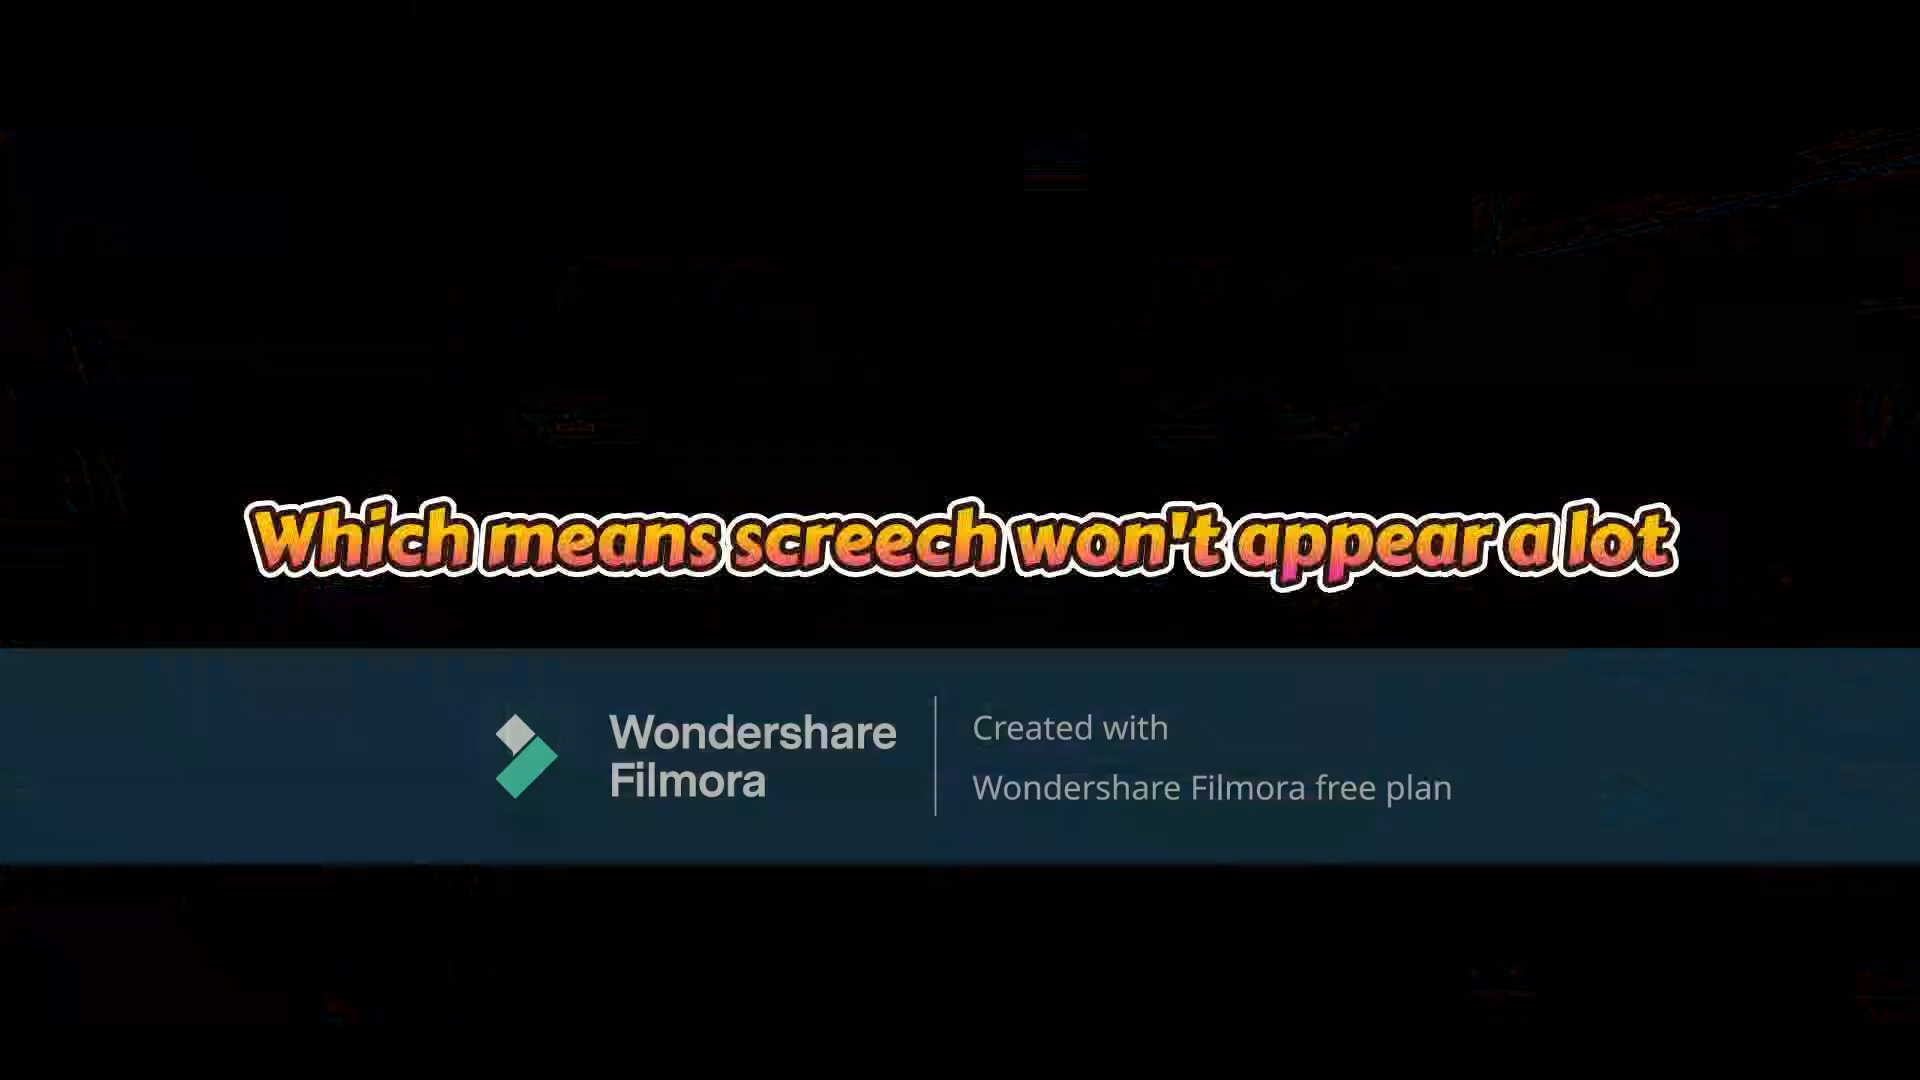 Which means screech won't appear a lot
Wondershare
Filmora
Created with
Wondershare Filmora free plan